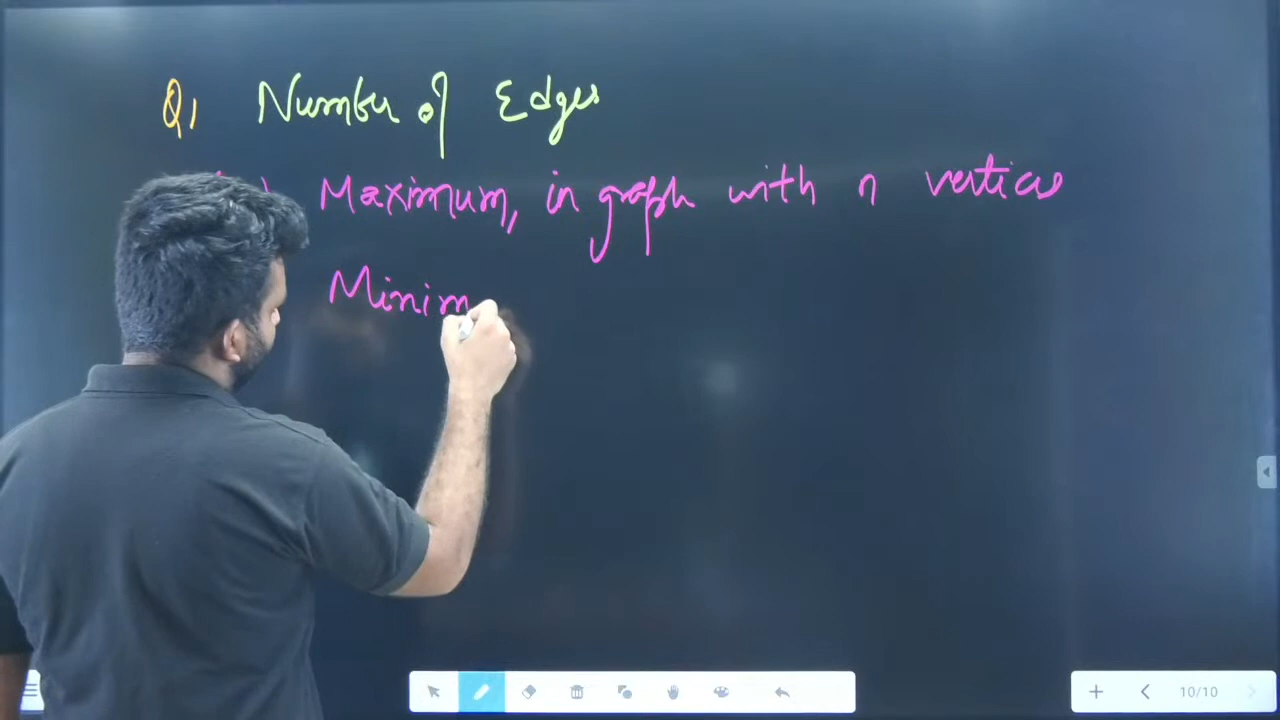 Q1 Number of Edges
Maximum, in graph with n vertices
Minim
10/10